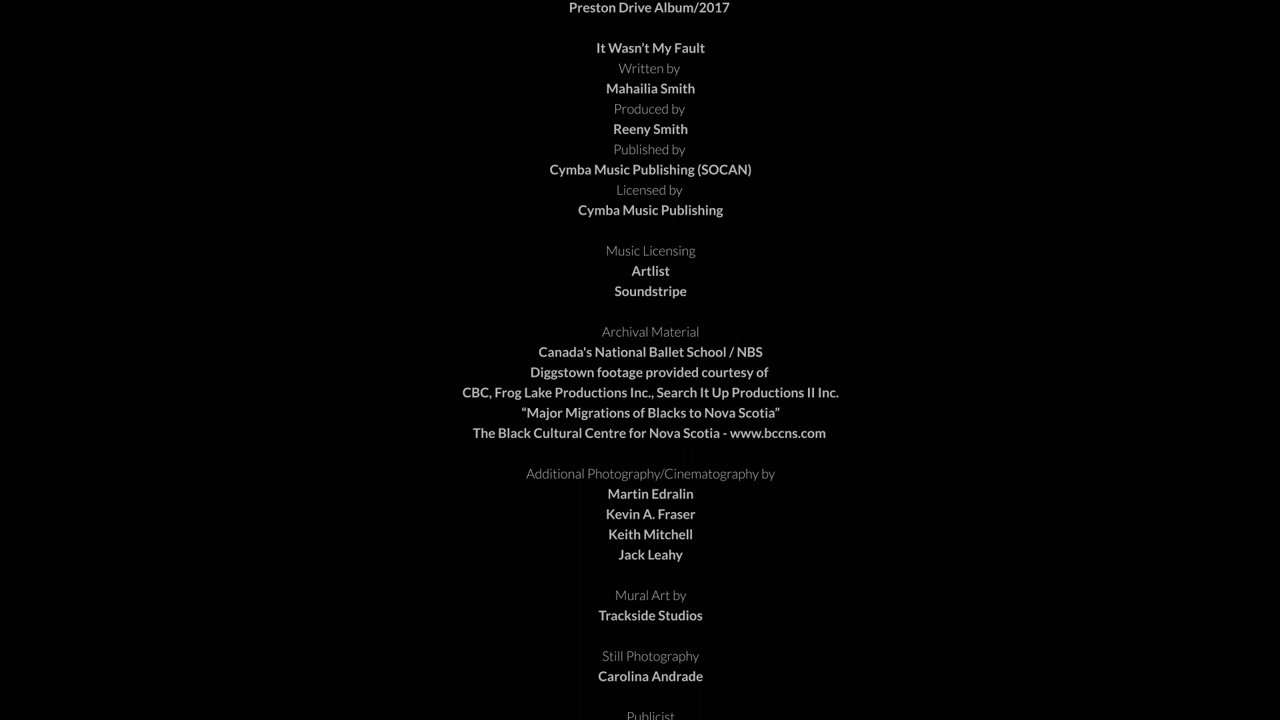 Preston Drive Album/2017
It Wasn’t My Fault
Written by
Mahailia Smith
Produced by
Reeny Smith
Published by
Cymba Music Publishing (SOCAN)
Licensed by
Cymba Music Publishing
Music Licensing
Artlist
Soundstripe
Archival Material
Canada's National Ballet School / NBS
Diggstown footage provided courtesy of
CBC, Frog Lake Productions Inc., Search It Up Productions II Inc.
“Major Migrations of Blacks to Nova Scotia”
The Black Cultural Centre for Nova Scotia - www.bccns.com
Additional Photography/Cinematography by
Martin Edralin
Kevin A. Fraser
Keith Mitchell
Jack Leahy
Mural Art by
Trackside Studios
Still Photography
Carolina Andrade
Publicist